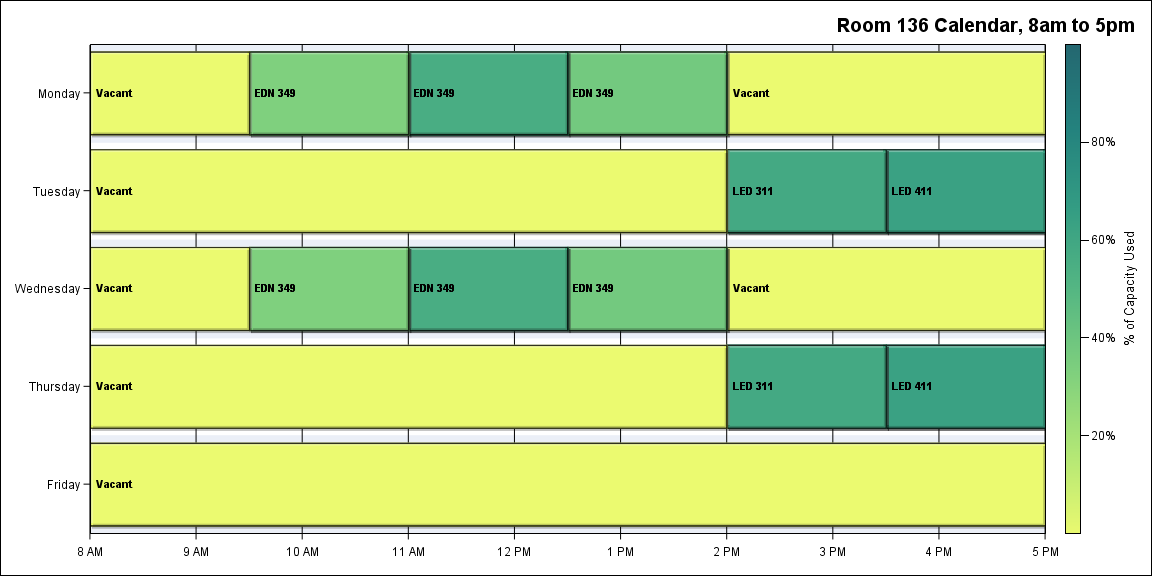 Room 136 Calendar, 8am to 5pm
Monday
Vacant
EDN 349
EDN 349
EDN 349
Vacant
Tuesday
Vacant
LED 311
LED 411
Wednesday
Vacant
EDN 349
EDN 349
EDN 349
Vacant
Thursday
Vacant
LED 311
LED 411
Friday
Vacant
8 AM
9 AM
10 AM
11 AM
12 PM
1 PM
2 PM
3 PM
4 PM
5 PM
80%
60%
40%
20%
% of Capacity Used